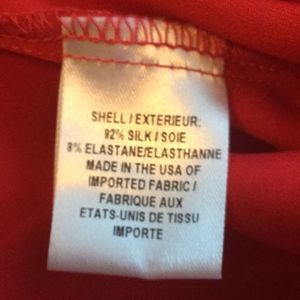 SHELL / EXTERIEUR:
92% SILK / SOIE
8% ELASTANE/ELASTHANNE
MADE IN THE USA OF
IMPORTED FABRIC /
FABRIQUE AUX
ETATS-UNIS DE TISSU
IMPORTE